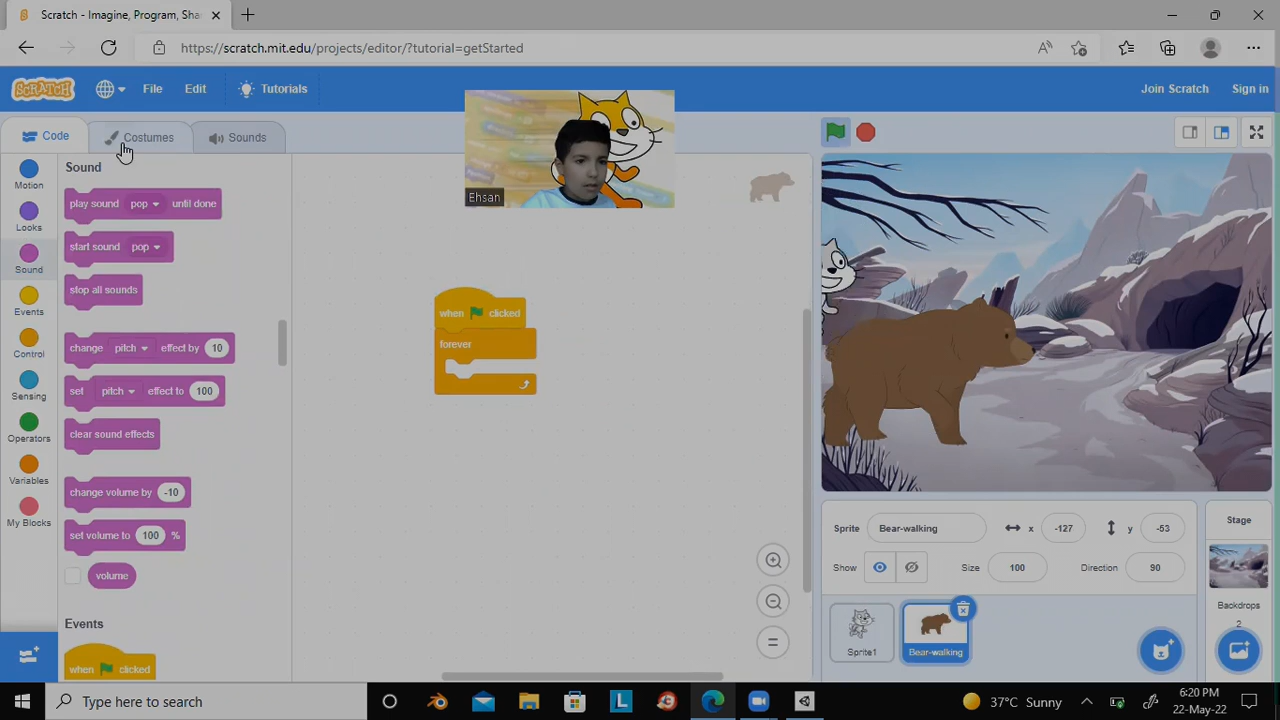 Scratch - Imagine, Program, Sha
https://scratch.mit.edu/projects/editor/?tutorial=getStarted
SCRATCH
File
Edit
Tutorials
Join Scratch
Sign in
Code
Costumes
Sounds
Ehsan
Motion
Looks
Sound
Events
Control
Sensing
Operators
Variables
My Blocks
Sound
play sound pop until done
start sound pop
stop all sounds
change pitch effect by 10
set pitch effect to 100
clear sound effects
change volume by -10
set volume to 100 %
volume
Events
when clicked
when clicked
forever
Sprite Bear-walking x -127 y -53
Show Size 100 Direction 90
Sprite1
Bear-walking
Stage
Backdrops
2
Type here to search
37°C Sunny
6:20 PM
22-May-22